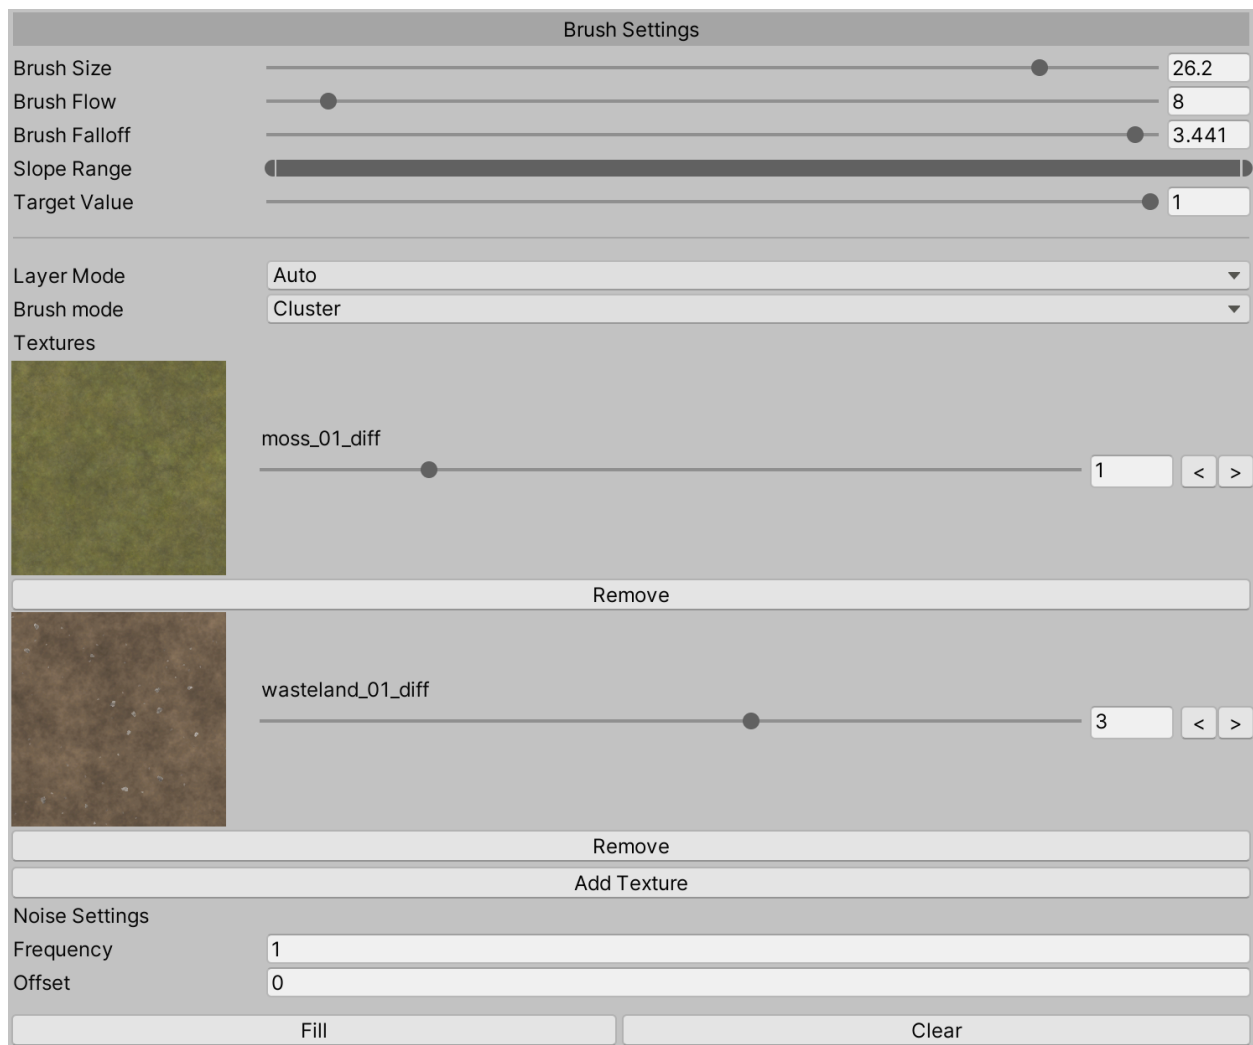 Brush Settings
Brush Size 26.2
Brush Flow 8
Brush Falloff 3.441
Slope Range
Target Value 1
Layer Mode Auto
Brush mode Cluster
Textures
moss_01_diff
1 < >
Remove
wasteland_01_diff
3 < >
Remove
Add Texture
Noise Settings
Frequency 1
Offset 0
Fill Clear